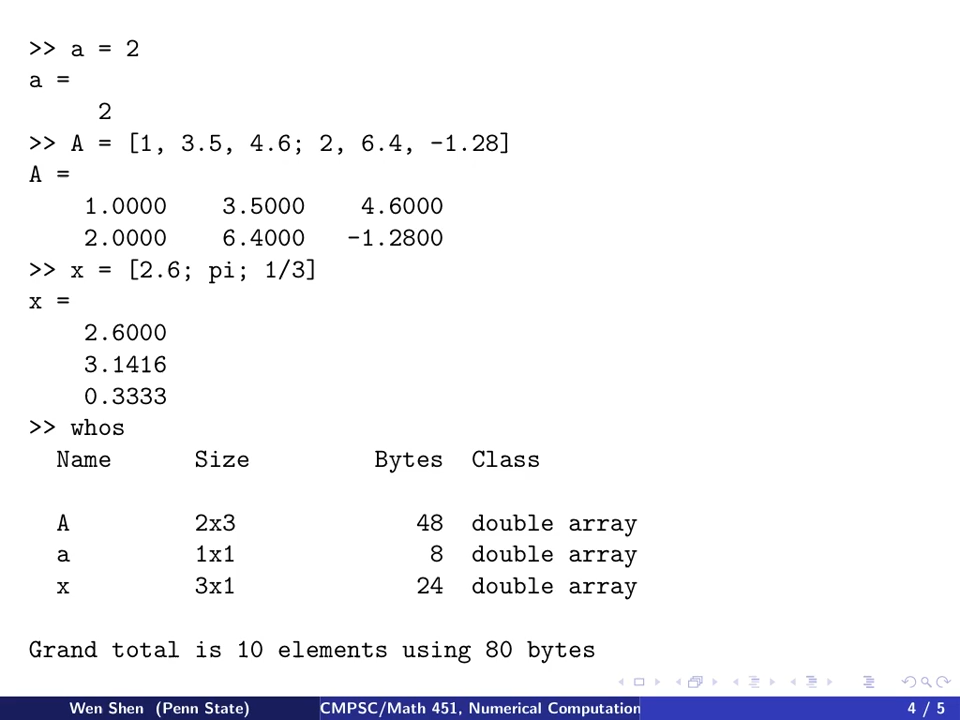 >> a = 2
a =
     2
>> A = [1, 3.5, 4.6; 2, 6.4, -1.28]
A =
    1.0000    3.5000    4.6000
    2.0000    6.4000   -1.2800
>> x = [2.6; pi; 1/3]
x =
    2.6000
    3.1416
    0.3333
>> whos
  Name      Size         Bytes  Class
  A         2x3             48  double array
  a         1x1              8  double array
  x         3x1             24  double array
Grand total is 10 elements using 80 bytes
Wen Shen (Penn State) CMPSC/Math 451, Numerical Computation 4 / 5